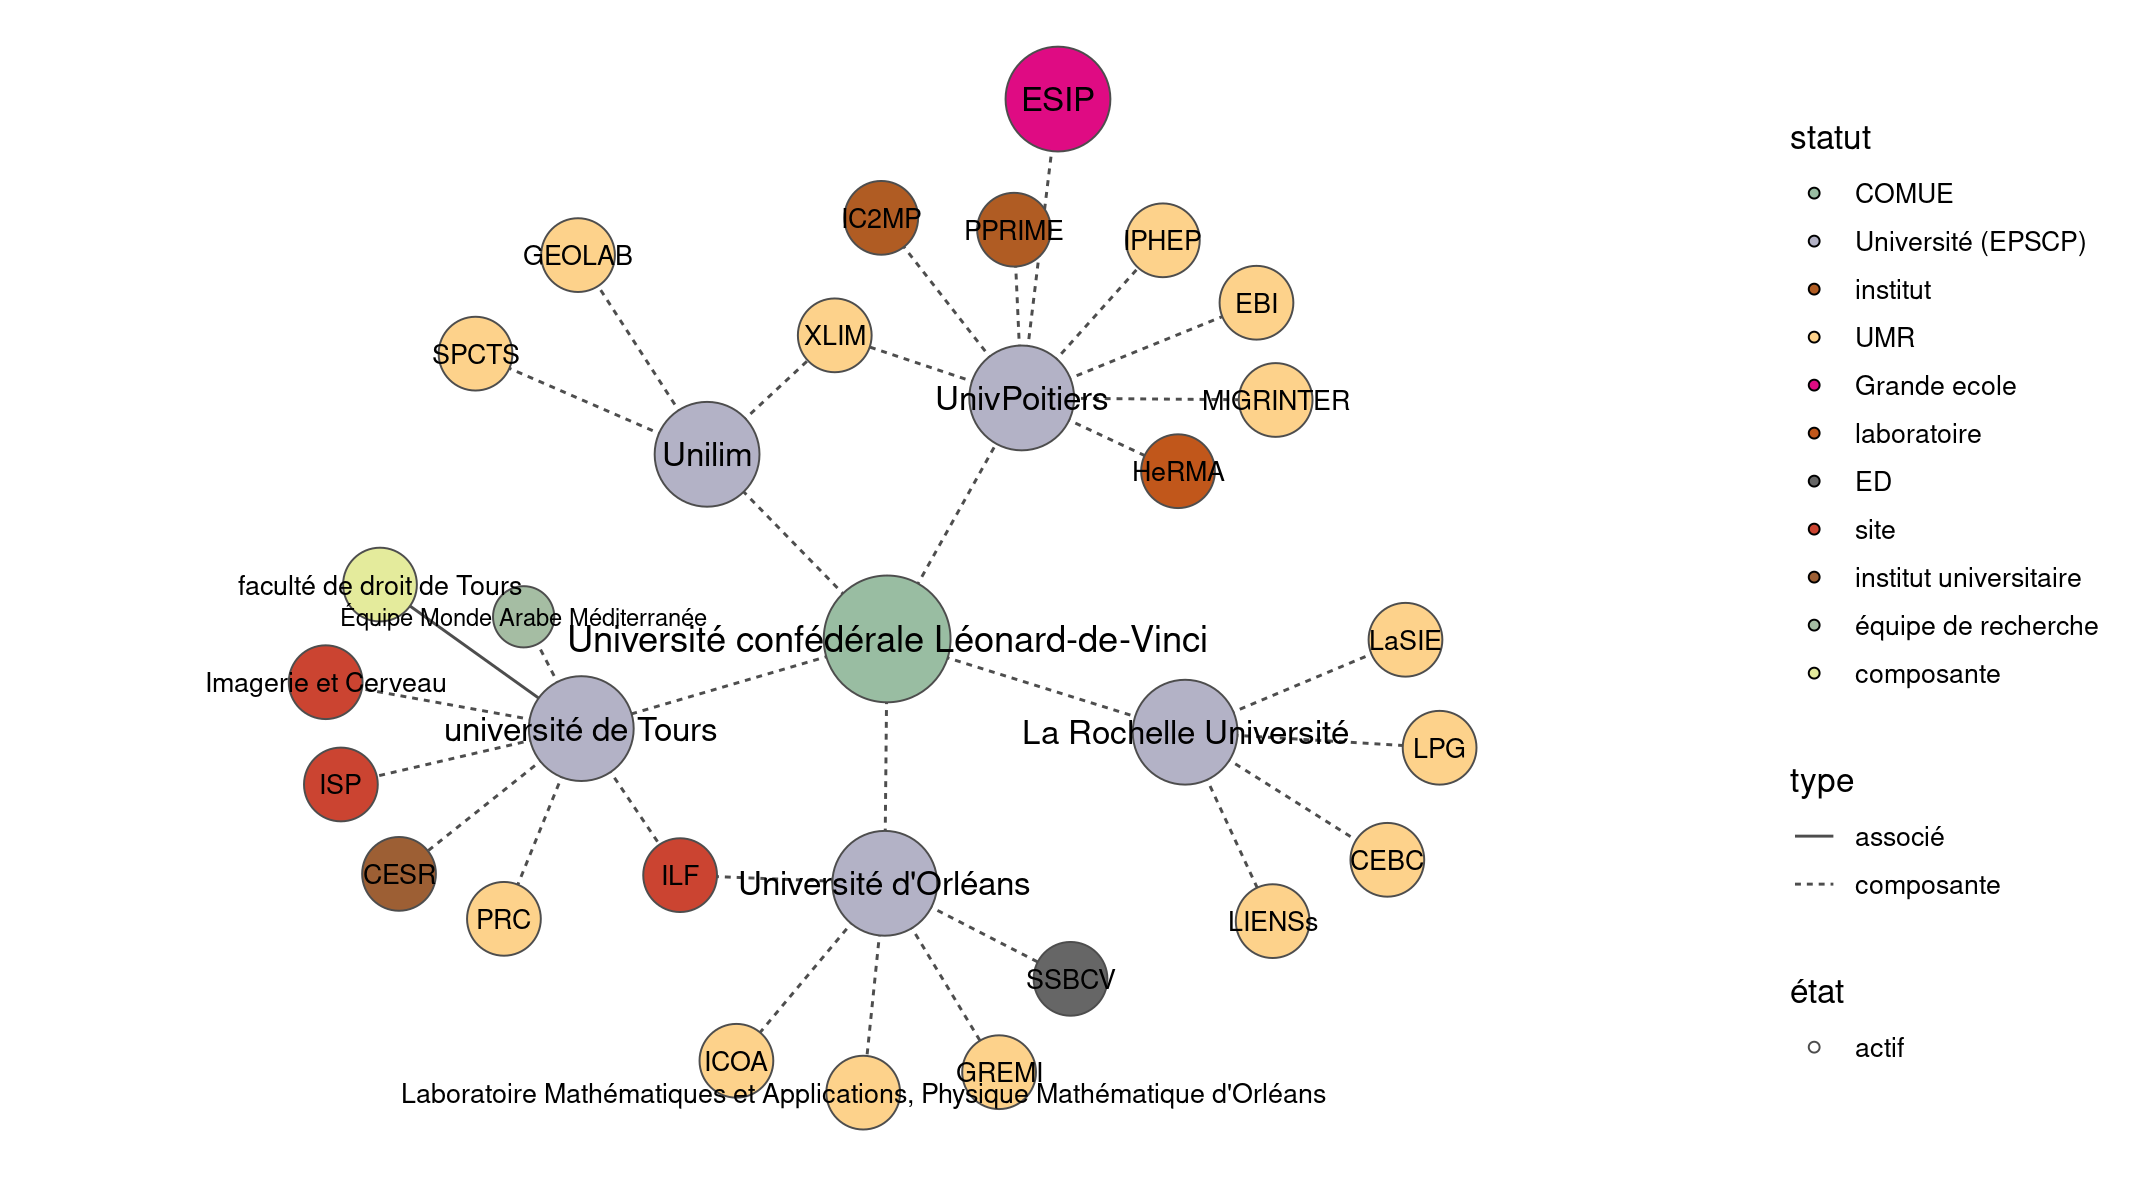 ESIP
IC2MP
PPRIME
IPHEP
GEOLAB
EBI
XLIM
SPCTS
UnivPoitiers
MIGRINTER
Unilim
HeRMA
faculté de droit de Tours
Équipe Monde Arabe Méditerranée
Université confédérale Léonard-de-Vinci
LaSIE
Imagerie et Cerveau
université de Tours
La Rochelle Université
LPG
ISP
CEBC
CESR
ILF
Université d'Orléans
PRC
LIENSs
SSBCV
ICOA
GREMI
Laboratoire Mathématiques et Applications, Physique Mathématique d'Orléans
statut
COMUE
Université (EPSCP)
institut
UMR
Grande ecole
laboratoire
ED
site
institut universitaire
équipe de recherche
composante
type
associé
composante
état
actif